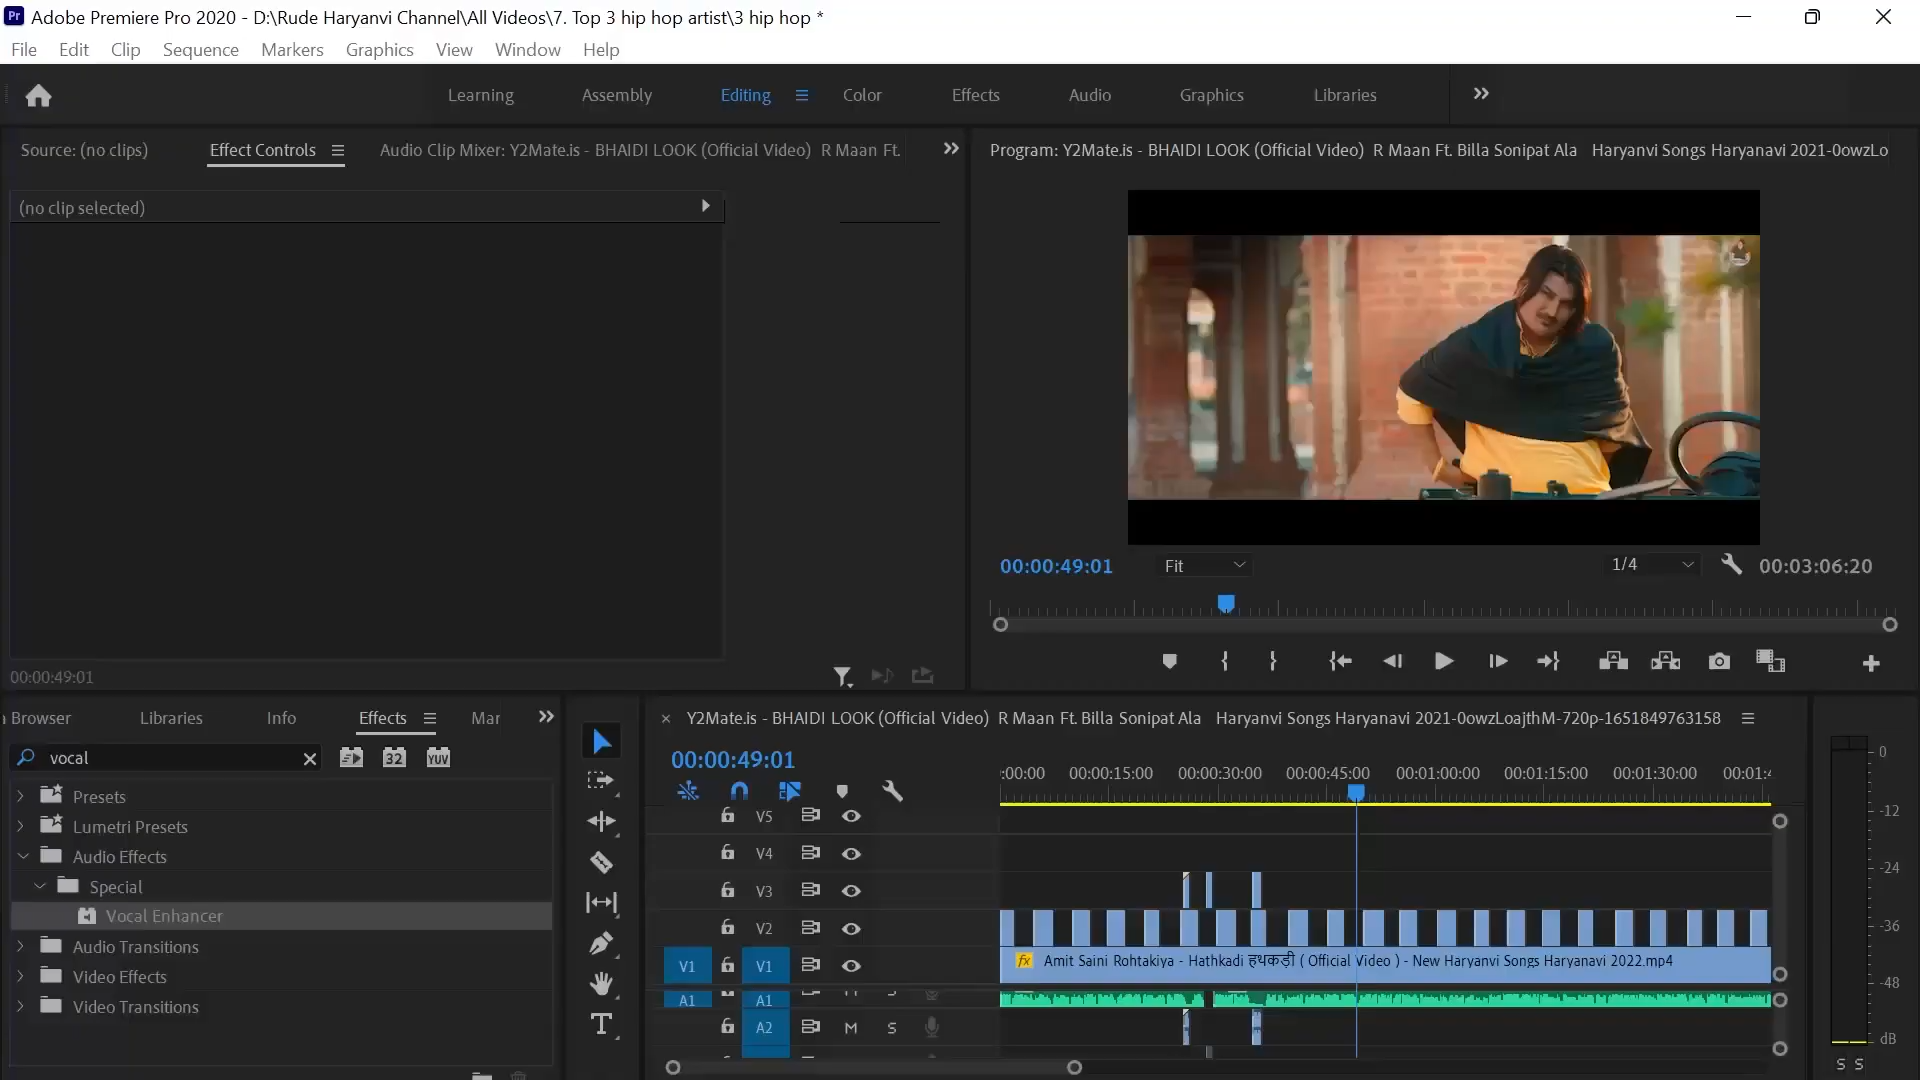 Adobe Premiere Pro 2020 - D:\Rude Haryanvi Channel\All Videos\7. Top 3 hip hop artist\3 hip hop *
File Edit Clip Sequence Markers Graphics View Window Help
Learning Assembly Editing Color Effects Audio Graphics Libraries
Source: (no clips) Effect Controls Audio Clip Mixer: Y2Mate.is - BHAIDI LOOK (Official Video) R Maan Ft.
Program: Y2Mate.is - BHAIDI LOOK (Official Video) R Maan Ft. Billa Sonipat Ala Haryanvi Songs Haryanavi 2021-0owzLo
(no clip selected)
00:00:49:01 Fit 1/4 00:03:06:20
00:00:49:01
Browser Libraries Info Effects Mar
Y2Mate.is - BHAIDI LOOK (Official Video) R Maan Ft. Billa Sonipat Ala Haryanvi Songs Haryanavi 2021-0owzLoajthM-720p-1651849763158
vocal 32 YUV
00:00:49:01
:00:00 00:00:15:00 00:00:30:00 00:00:45:00 00:01:00:00 00:01:15:00 00:01:30:00 00:01:4
Presets
Lumetri Presets
Audio Effects
Special
Vocal Enhancer
Audio Transitions
Video Effects
Video Transitions
V5
V4
V3
V2
V1 V1 fx Amit Saini Rohtakiya - Hathkadi हथकड़ी ( Official Video ) - New Haryanvi Songs Haryanavi 2022.mp4
A1 A1
A2 M S
0
-12
-24
-36
-48
dB
S S